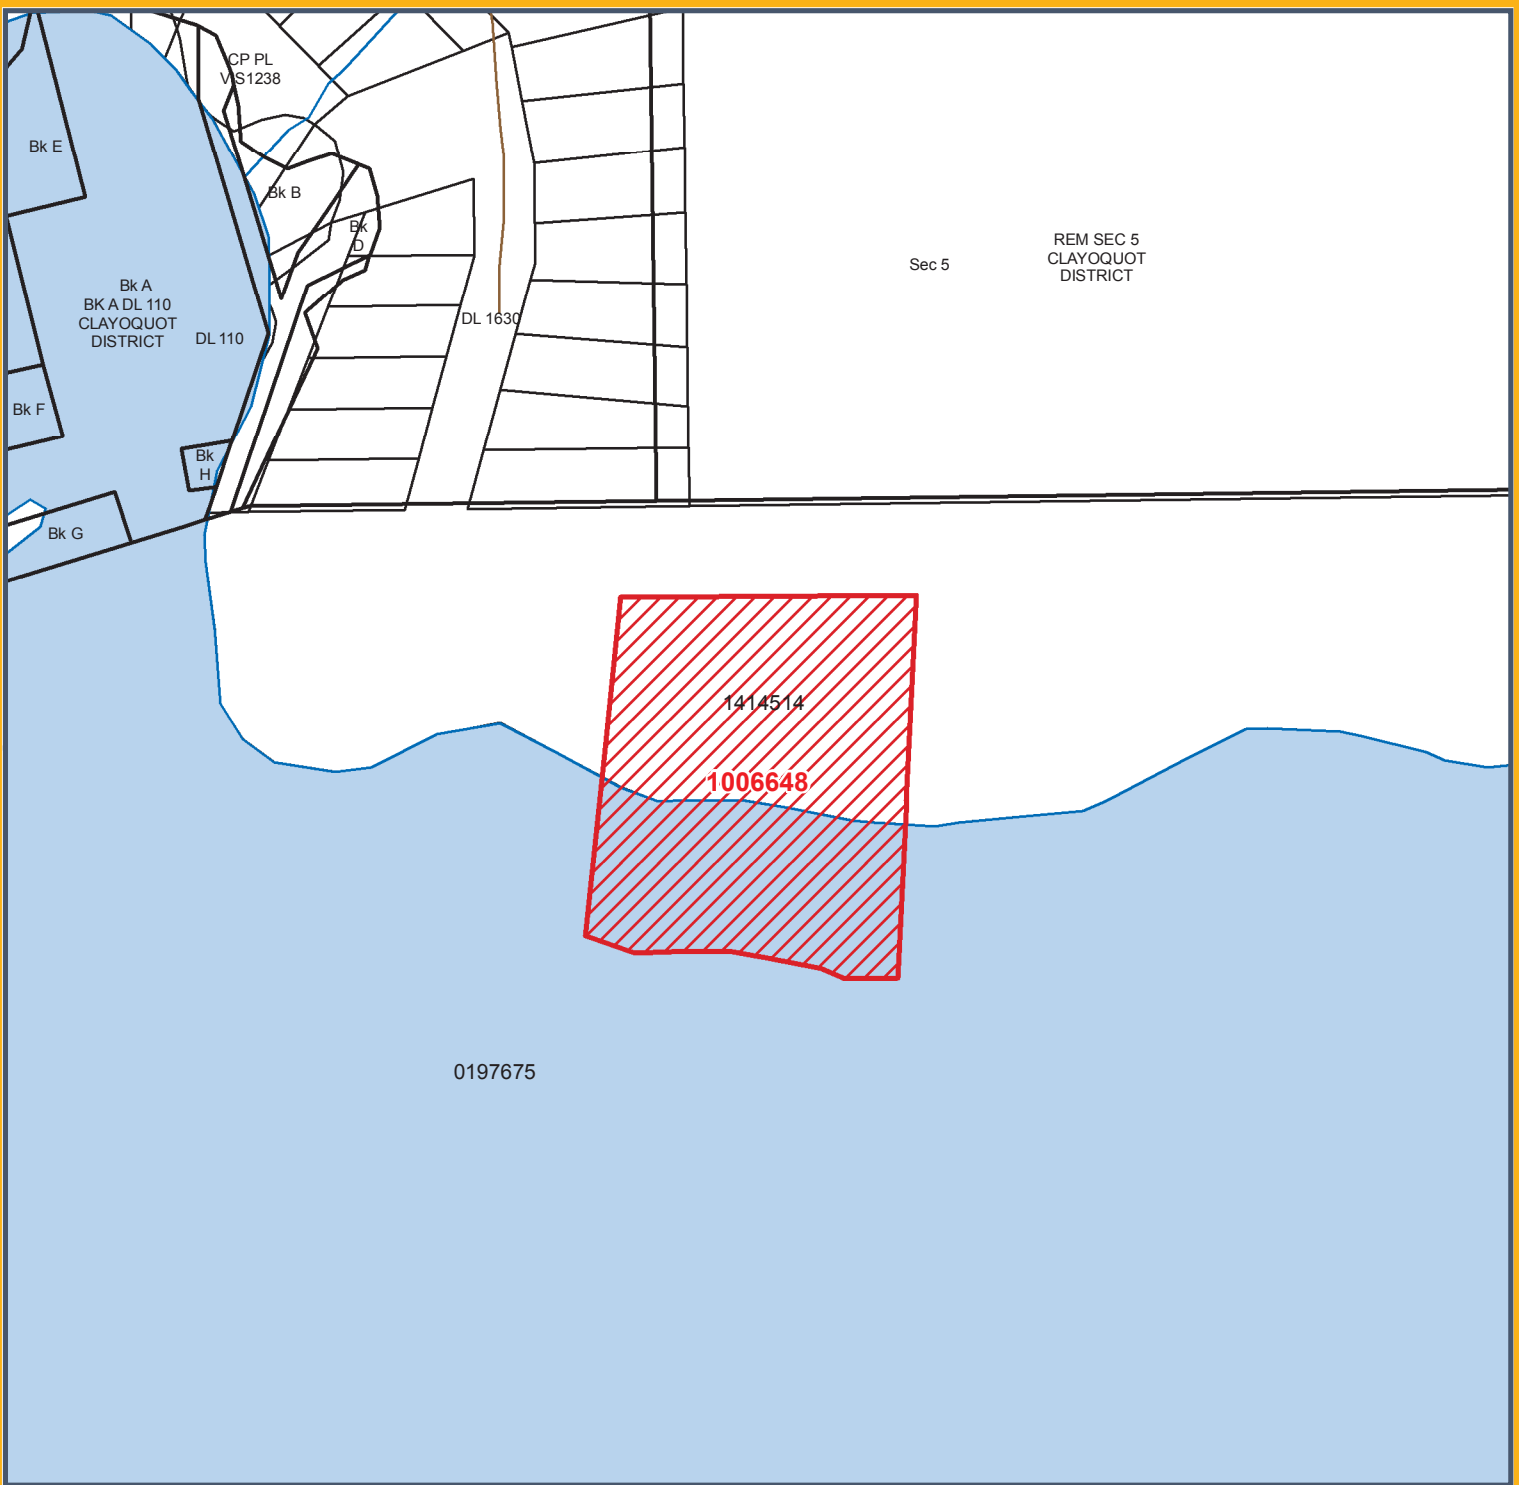 CP PL
VIS1238
Bk E
Bk B
Bk
D
Bk A
BK A DL 110
CLAYOQUOT
DISTRICT
DL 110
DL 1630
Sec 5
REM SEC 5
CLAYOQUOT
DISTRICT
Bk F
Bk
H
Bk G
1414514
1006648
0197675